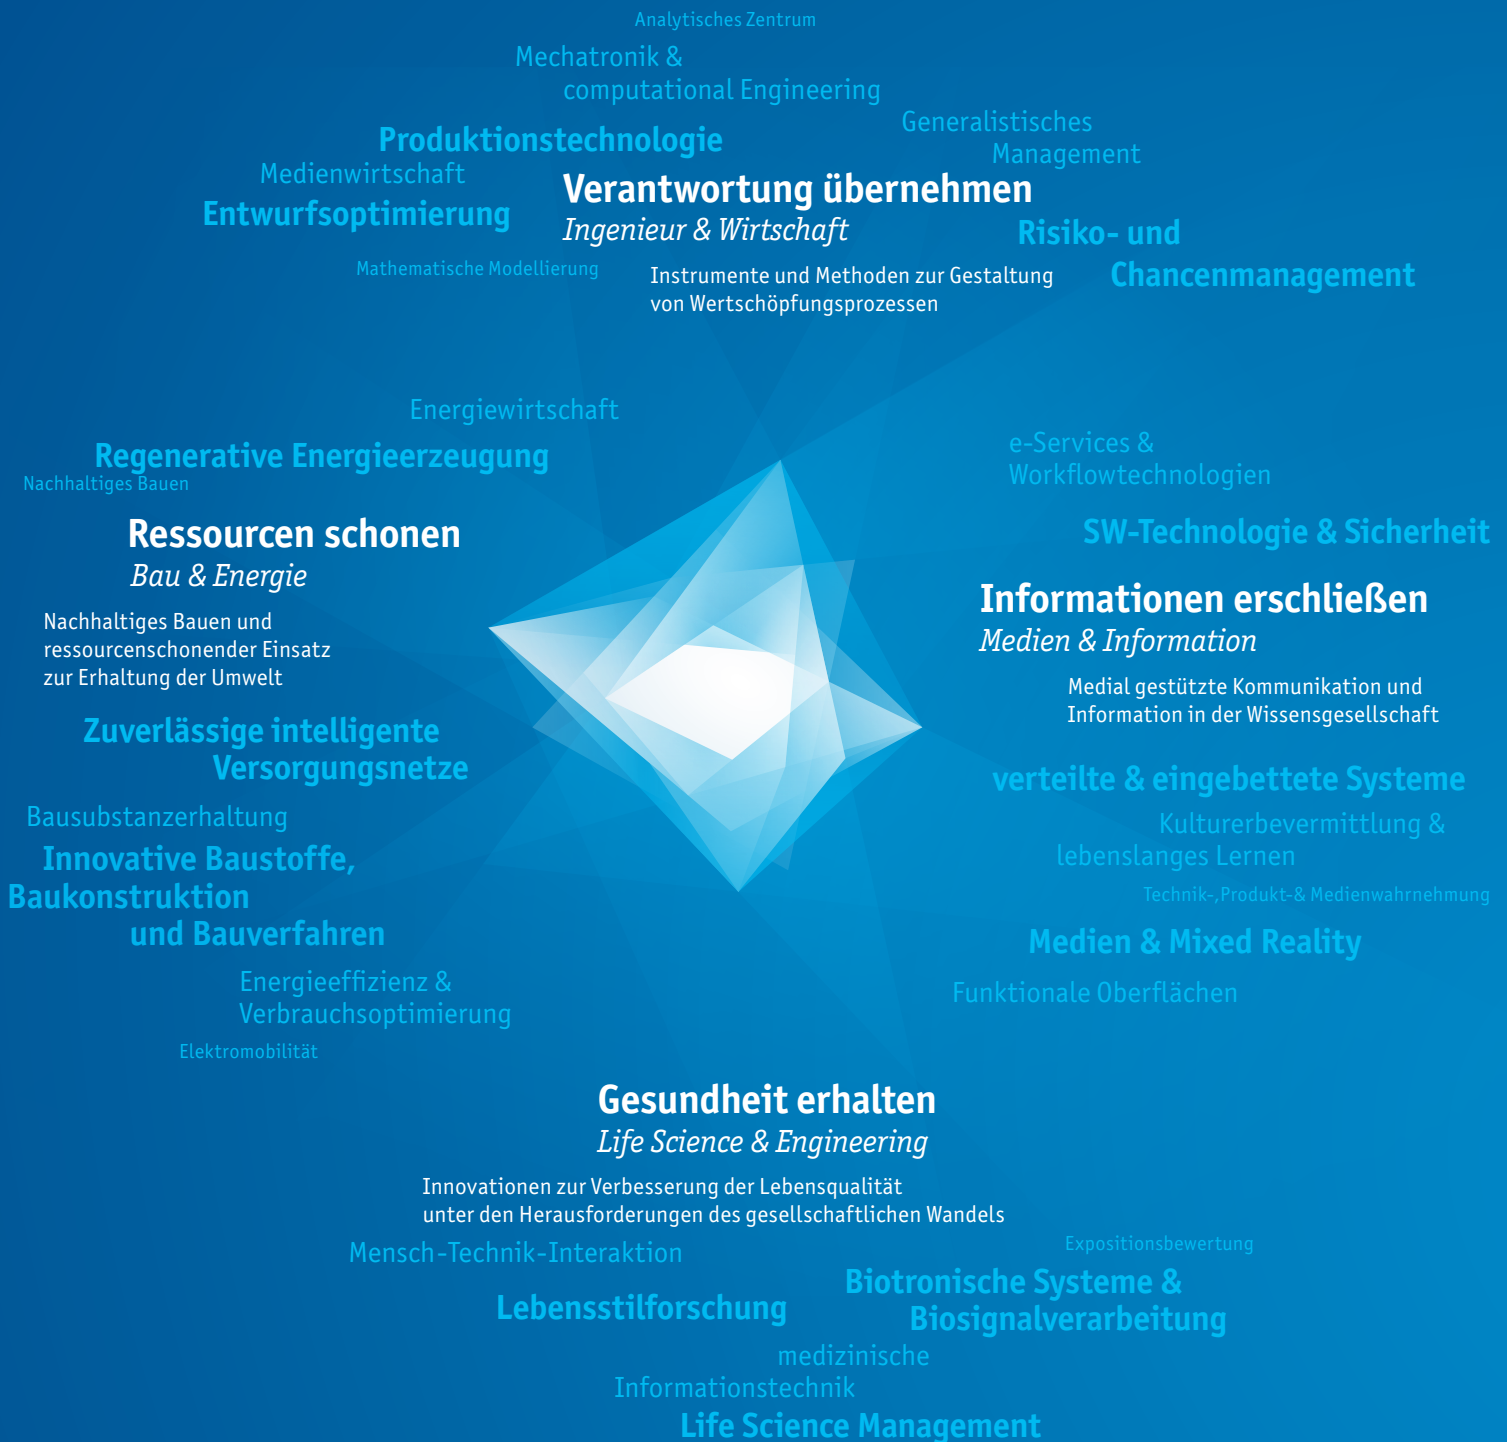 Analytisches Zentrum
Mechatronik &
computational Engineering
Generalistisches
Management
Produktionstechnologie
Medienwirtschaft
Entwurfsoptimierung
Verantwortung übernehmen
Ingenieur & Wirtschaft
Risiko- und
Chancenmanagement
Mathematische Modellierung
Instrumente und Methoden zur Gestaltung
von Wertschöpfungsprozessen
Energiewirtschaft
Regenerative Energieerzeugung
Nachhaltiges Bauen
Ressourcen schonen
Bau & Energie
Nachhaltiges Bauen und
ressourcenschonender Einsatz
zur Erhaltung der Umwelt
Zuverlässige intelligente
Versorgungsnetze
Bausubstanzerhaltung
Innovative Baustoffe,
Baukonstruktion
und Bauverfahren
Energieeffizienz &
Verbrauchsoptimierung
Elektromobilität
e-Services &
Workflowtechnologien
SW-Technologie & Sicherheit
Informationen erschließen
Medien & Information
Medial gestützte Kommunikation und
Information in der Wissensgesellschaft
verteilte & eingebettete Systeme
Kulturerbevermittlung &
lebenslanges Lernen
Technik-,Produkt-& Medienwahrnehmung
Medien & Mixed Reality
Funktionale Oberflächen
Gesundheit erhalten
Life Science & Engineering
Innovationen zur Verbesserung der Lebensqualität
unter den Herausforderungen des gesellschaftlichen Wandels
Mensch-Technik-Interaktion
Expositionsbewertung
Lebensstilforschung
Biotronische Systeme &
Biosignalverarbeitung
medizinische
Informationstechnik
Life Science Management